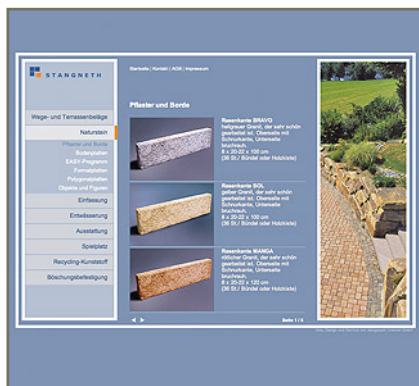 STANGNETH
Startseite | Kontakt | AGB | Impressum
Pflaster und Borde
Wege- und Terrassenbeläge
Naturstein
Pflaster und Borde
Bodenplatten
EASY-Programm
Formatplatten
Polygonalplatten
Objekte und Figuren
Einfassung
Entwässerung
Ausstattung
Spielplatz
Recycling-Kunststoff
Böschungsbefestigung
Rasenkante BRAVO
hellgrauer Granit, der sehr schön
gearbeitet ist. Oberseite mit
Schnurkante, Unterseite
bruchrauh.
8 x 20-22 x 100 cm
(36 St./ Bündel oder Holzkiste)
Rasenkante SOL
gelber Granit, der sehr schön
gearbeitet ist. Oberseite mit
Schnurkante, Unterseite
bruchrauh.
8 x 20-22 x 100 cm
(36 St./ Bündel oder Holzkiste)
Rasenkante MANGA
rötlicher Granit, der sehr schön
gearbeitet ist. Oberseite mit
Schnurkante, Unterseite
bruchrauh.
8 x 20-22 x 120 cm
(36 St./ Bündel oder Holzkiste)
Seite 1 / 5